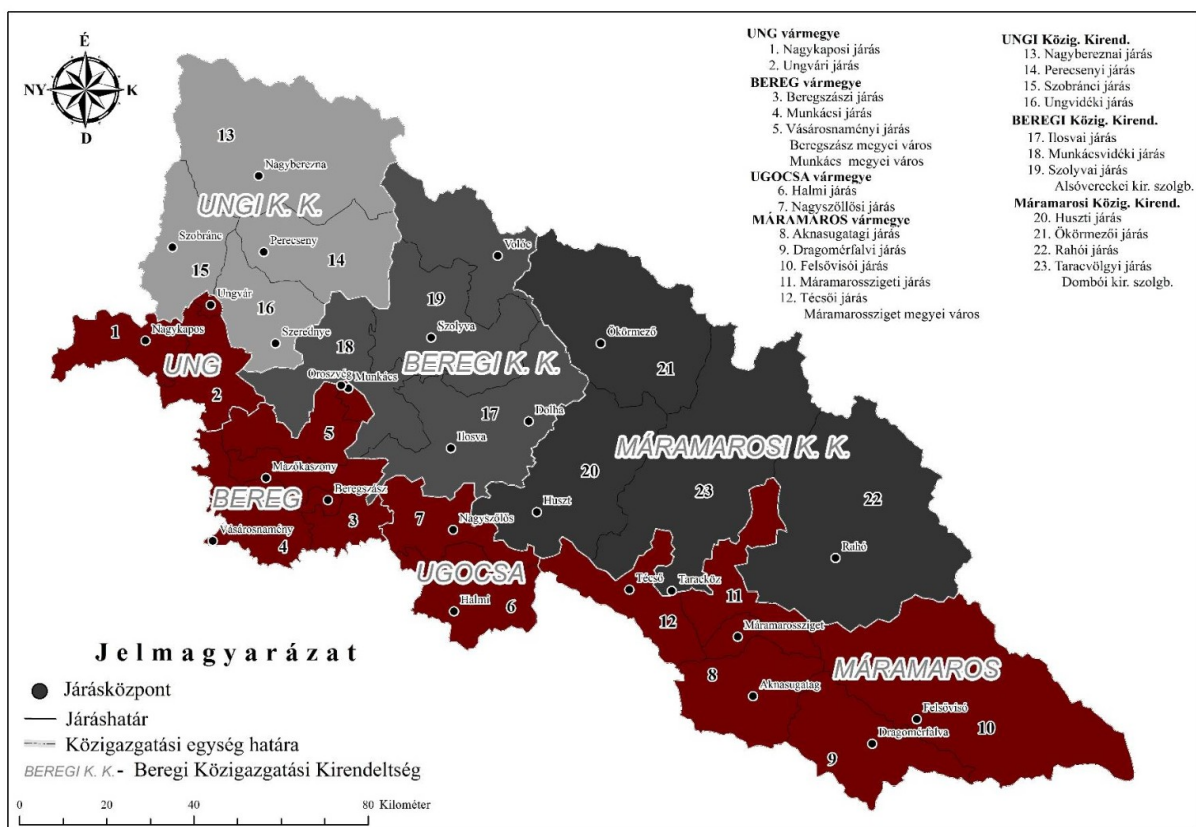 É
NY
K
D
UNG vármegye
1. Nagykaposi járás
2. Ungvári járás
BEREG vármegye
3. Beregszászi járás
4. Munkácsi járás
5. Vásárosnaményi járás
Beregszász megyei város
Munkács megyei város
UGOCSA vármegye
6. Halmi járás
7. Nagyszöllősi járás
MÁRAMAROS vármegye
8. Aknasugatagi járás
9. Dragomérfalvi járás
10. Felsővisói járás
11. Máramarosszigeti járás
12. Técsői járás
Máramarossziget megyei város
UNGI Közig. Kirend.
13. Nagybereznai járás
14. Perecsenyi járás
15. Szobránci járás
16. Ungvidéki járás
BEREGI Közig. Kirend.
17. Ilosvai járás
18. Munkácsvidéki járás
19. Szolyvai járás
Alsóvereckei kir. szolgb.
Máramarosi Közig. Kirend.
20. Huszti járás
21. Ökörmezői járás
22. Rahói járás
23. Taracvölgyi járás
Dombói kir. szolgb.
13
Nagyberezna
UNGI K. K.
Szobránc
Perecseny
14
15
Volóc
19
Ungvár
16
Szerednye
18
Szolyva
BEREGI K. K.
Ökörmező
21
1
Nagykapos
UNG
2
Oroszvég
Munkács
5
17
Dolha
Ilosva
MÁRAMAROSI K. K.
20
23
22
Mazőkaszony
BEREG
Beregszász
3
Vásárosnamény
4
7
Nagyszőlős
Huszt
Rahó
UGOCSA
Halmi
6
Técső
Taracköz
11
12
Máramarossziget
MÁRAMAROS
8
Aknasugatag
Felsővisó
10
Dragomérfalva
9
Jelmagyarázat
Járásközpont
Járáshatár
Közigazgatási egység határa
BEREGI K. K.- Beregi Közigazgatási Kirendeltség
0 20 40 80 Kilométer